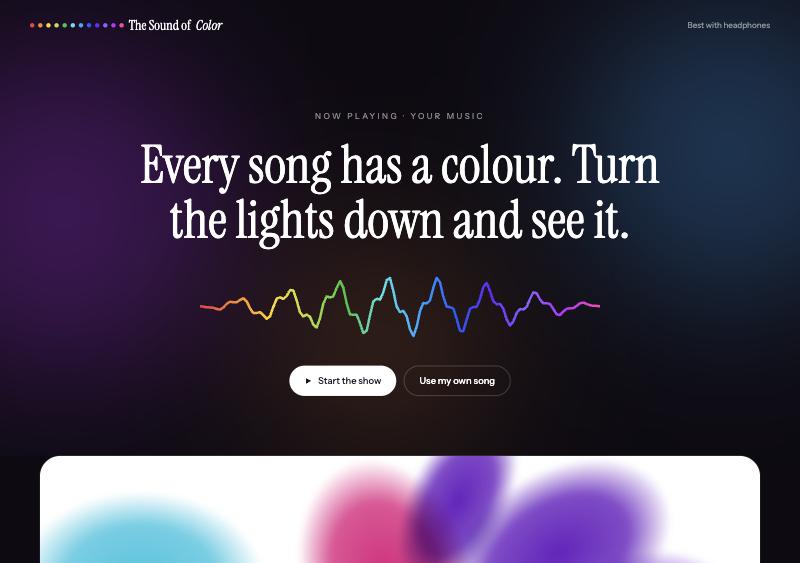 The Sound of Color
Best with headphones
NOW PLAYING · YOUR MUSIC
Every song has a colour. Turn
the lights down and see it.
Start the show
Use my own song